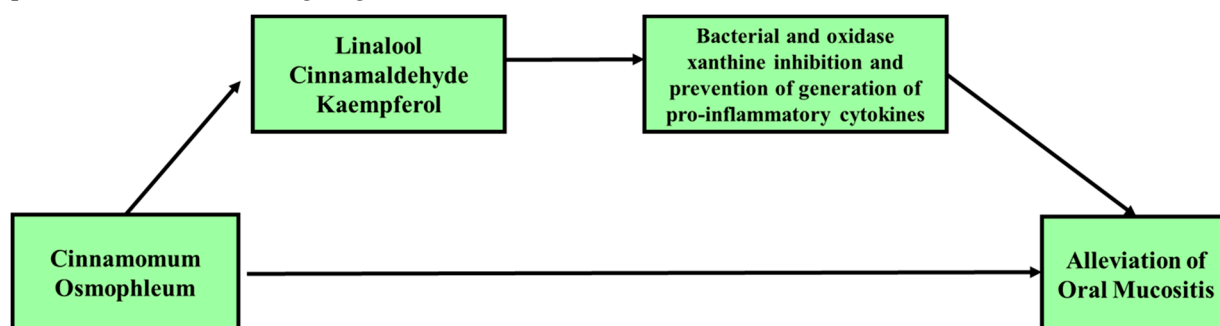 Linalool
Cinnamaldehyde
Kaempferol
Bacterial and oxidase
xanthine inhibition and
prevention of generation of
pro-inflammatory cytokines
Cinnamomum
Osmophleum
Alleviation of
Oral Mucositis